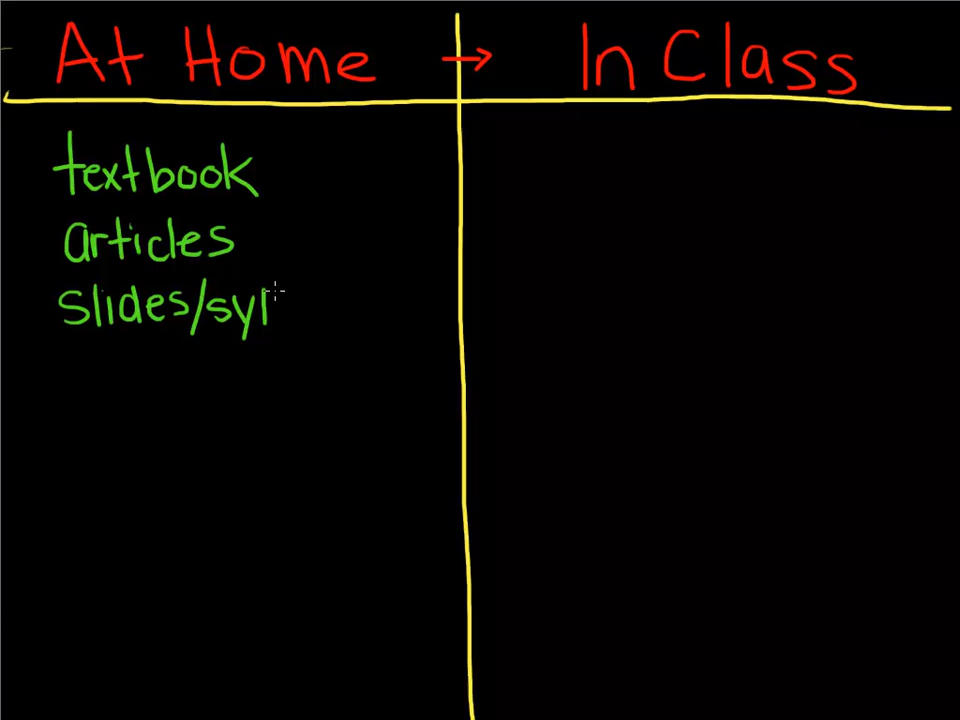 At Home → In Class
textbook
articles
slides/syl